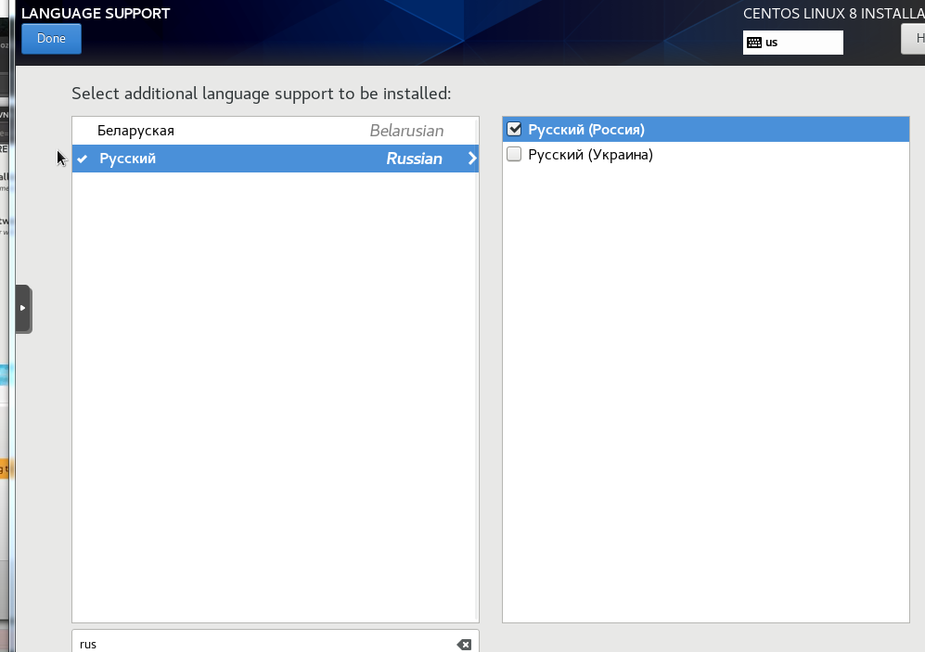 LANGUAGE SUPPORT
CENTOS LINUX 8 INSTALLA
Done
us
H
Select additional language support to be installed:
Беларуская Belarusian
Русский Russian
Русский (Россия)
Русский (Украина)
rus